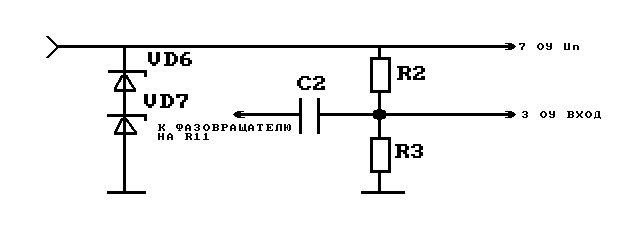 7 ОУ Uп
VD6
R2
C2
VD7
3 ОУ ВХОД
К ФАЗОВРАЩАТЕЛЮ
НА R11
R3